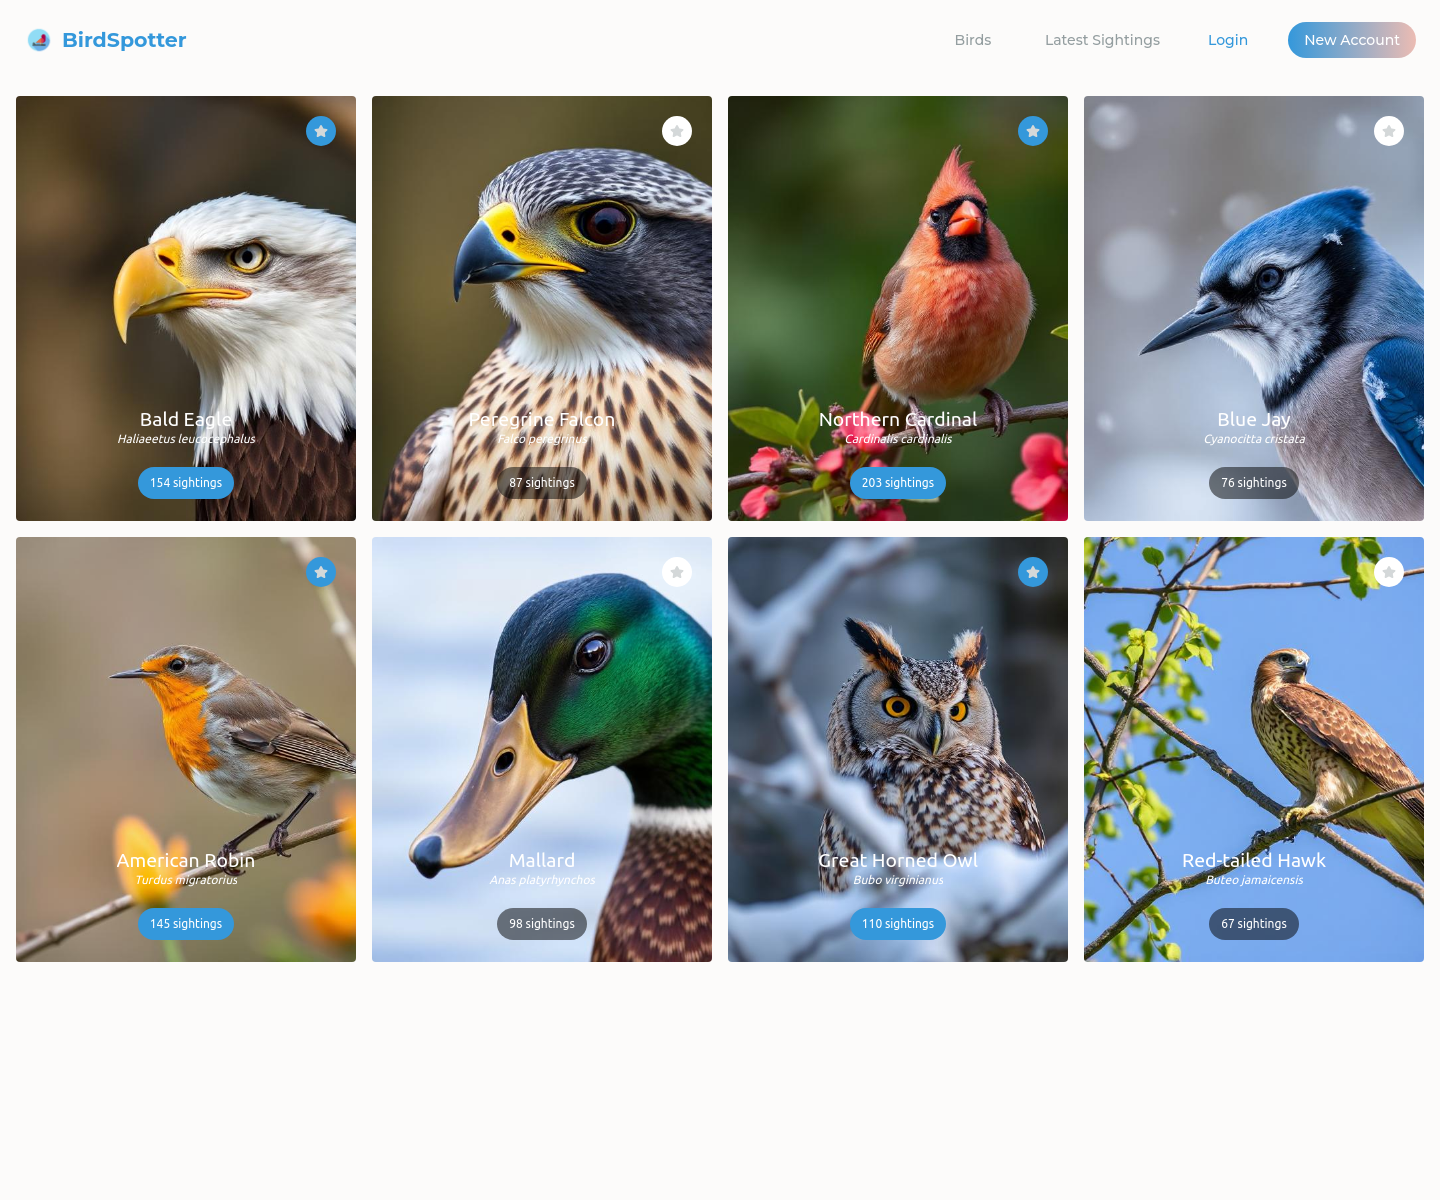 BirdSpotter
Birds
Latest Sightings
Login
New Account
Bald Eagle
Haliaeetus leucocephalus
154 sightings
Peregrine Falcon
Falco peregrinus
87 sightings
Northern Cardinal
Cardinalis cardinalis
203 sightings
Blue Jay
Cyanocitta cristata
76 sightings
American Robin
Turdus migratorius
145 sightings
Mallard
Anas platyrhynchos
98 sightings
Great Horned Owl
Bubo virginianus
110 sightings
Red-tailed Hawk
Buteo jamaicensis
67 sightings